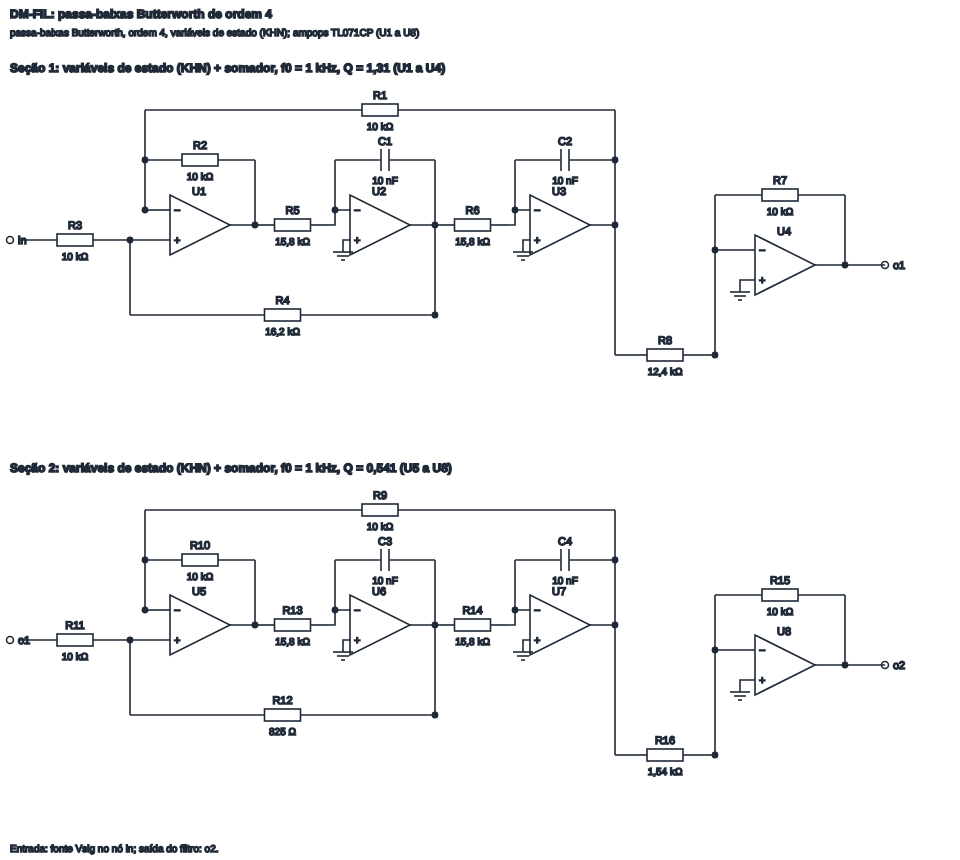 DM-FIL: passa-baixas Butterworth de ordem 4
passa-baixas Butterworth, ordem 4, variáveis de estado (KHN); ampops TL071CP (U1 a U8)
Seção 1: variáveis de estado (KHN) + somador, f0 = 1 kHz, Q = 1,31 (U1 a U4)
R1
10 kΩ
R2
10 kΩ
C1
10 nF
C2
10 nF
U1
−
+
U2
−
+
U3
−
+
R3
10 kΩ
in
R5
15,8 kΩ
R6
15,8 kΩ
R4
16,2 kΩ
R7
10 kΩ
U4
−
+
o1
R8
12,4 kΩ
Seção 2: variáveis de estado (KHN) + somador, f0 = 1 kHz, Q = 0,541 (U5 a U8)
R9
10 kΩ
R10
10 kΩ
C3
10 nF
C4
10 nF
U5
−
+
U6
−
+
U7
−
+
R11
10 kΩ
o1
R13
15,8 kΩ
R14
15,8 kΩ
R12
825 Ω
R15
10 kΩ
U8
−
+
o2
R16
1,54 kΩ
Entrada: fonte Vsig no nó in; saída do filtro: o2.